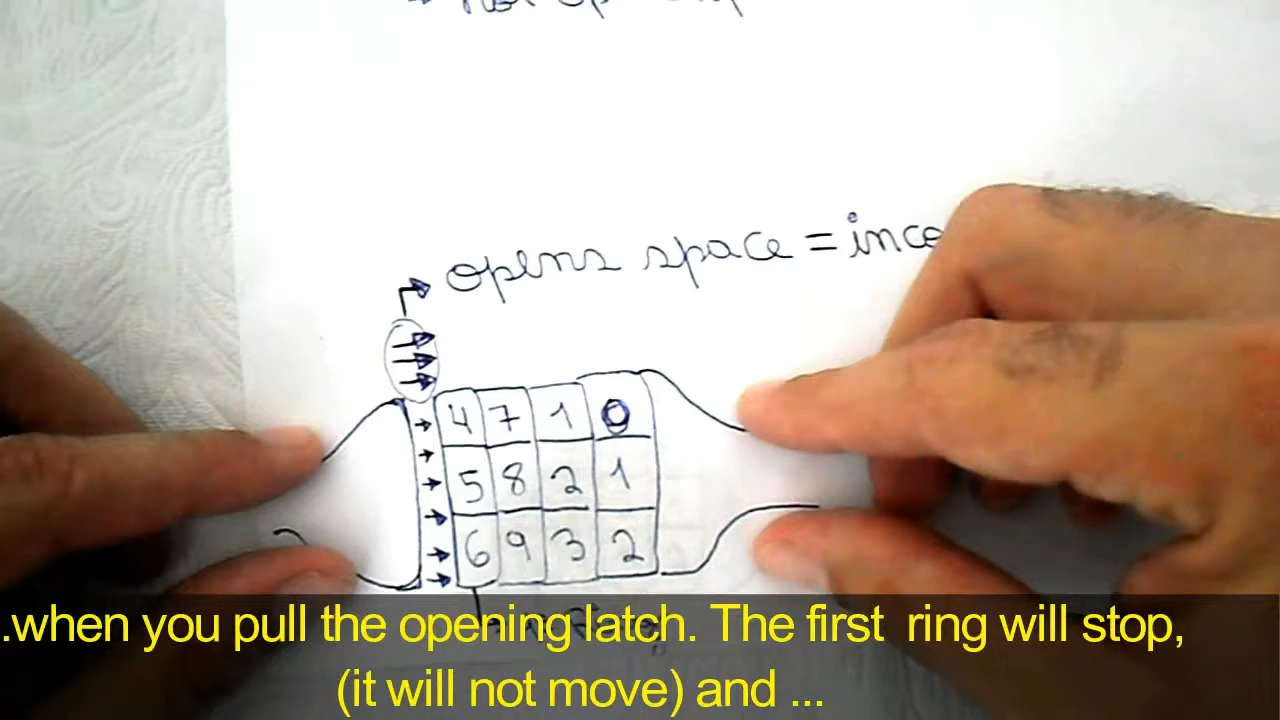 opens space =
4 7 1 0
5 8 2 1
6 9 3 2
.when you pull the opening latch. The first ring will stop,
(it will not move) and ...